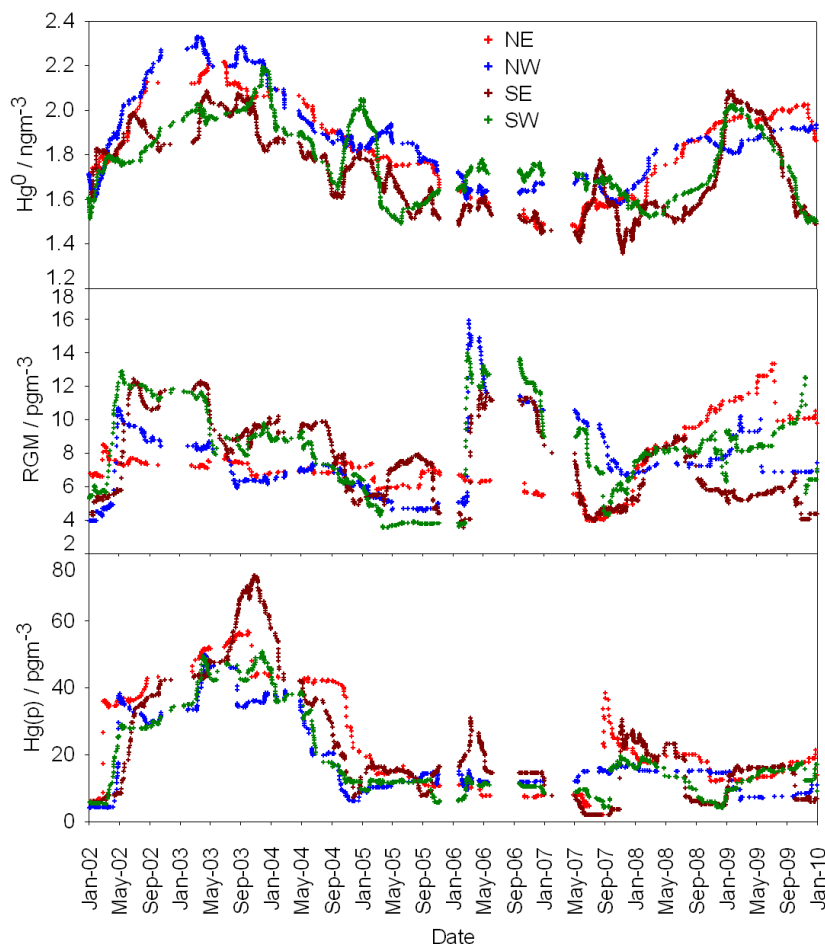 2.4
2.2
2.0
1.8
1.6
1.4
1.2
Hg0 / ngm-3
NE
NW
SE
SW
18
16
14
12
10
8
6
4
2
RGM / pgm-3
80
60
40
20
0
Hg(p) / pgm-3
Jan-02
May-02
Sep-02
Jan-03
May-03
Sep-03
Jan-04
May-04
Sep-04
Jan-05
May-05
Sep-05
Jan-06
May-06
Sep-06
Jan-07
May-07
Sep-07
Jan-08
May-08
Sep-08
Jan-09
May-09
Sep-09
Jan-10
Date